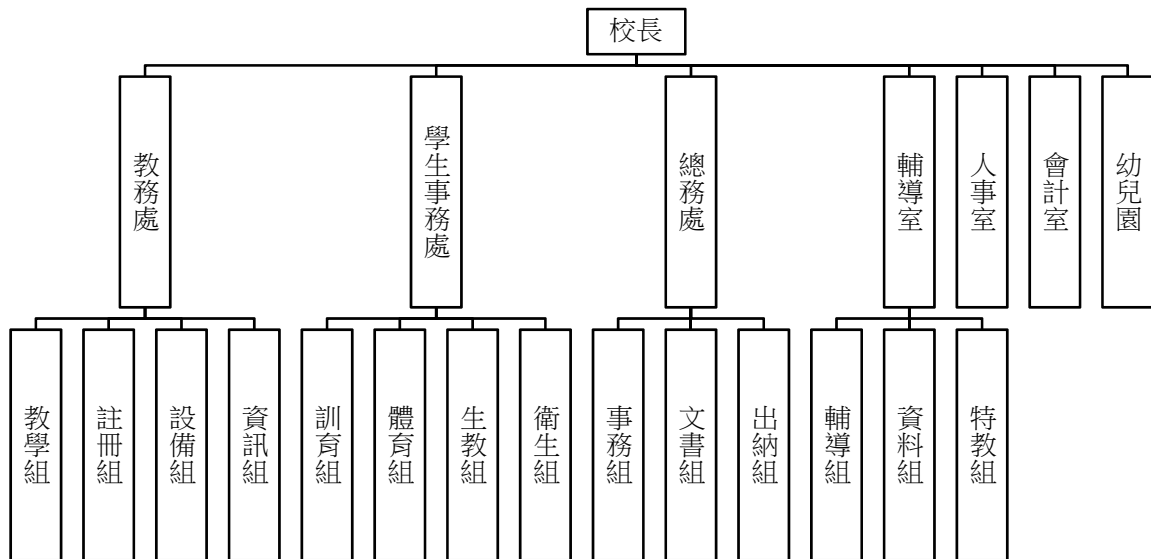 校長
教務處
學生事務處
總務處
輔導室
人事室
會計室
幼兒園
教學組
註冊組
設備組
資訊組
訓育組
體育組
生教組
衛生組
事務組
文書組
出納組
輔導組
資料組
特教組